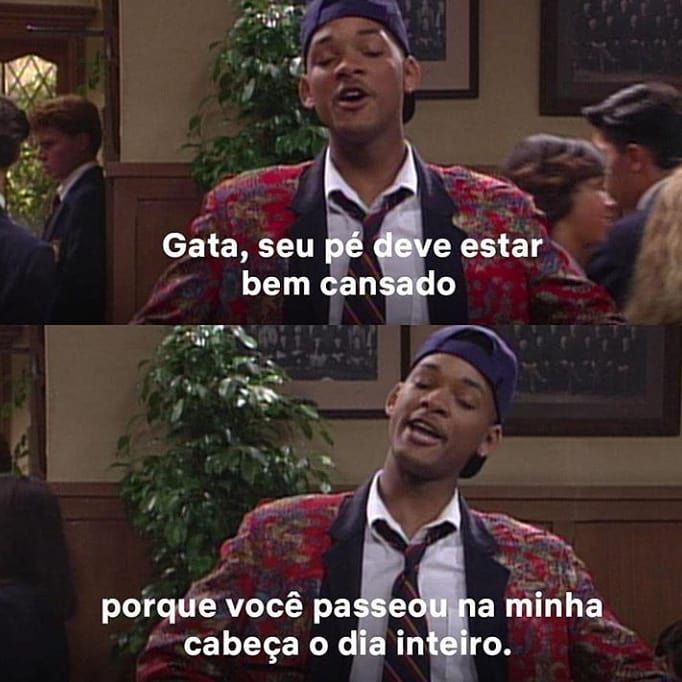 Gata, seu pé deve estar
bem cansado
porque você passeou na minha
cabeça o dia inteiro.